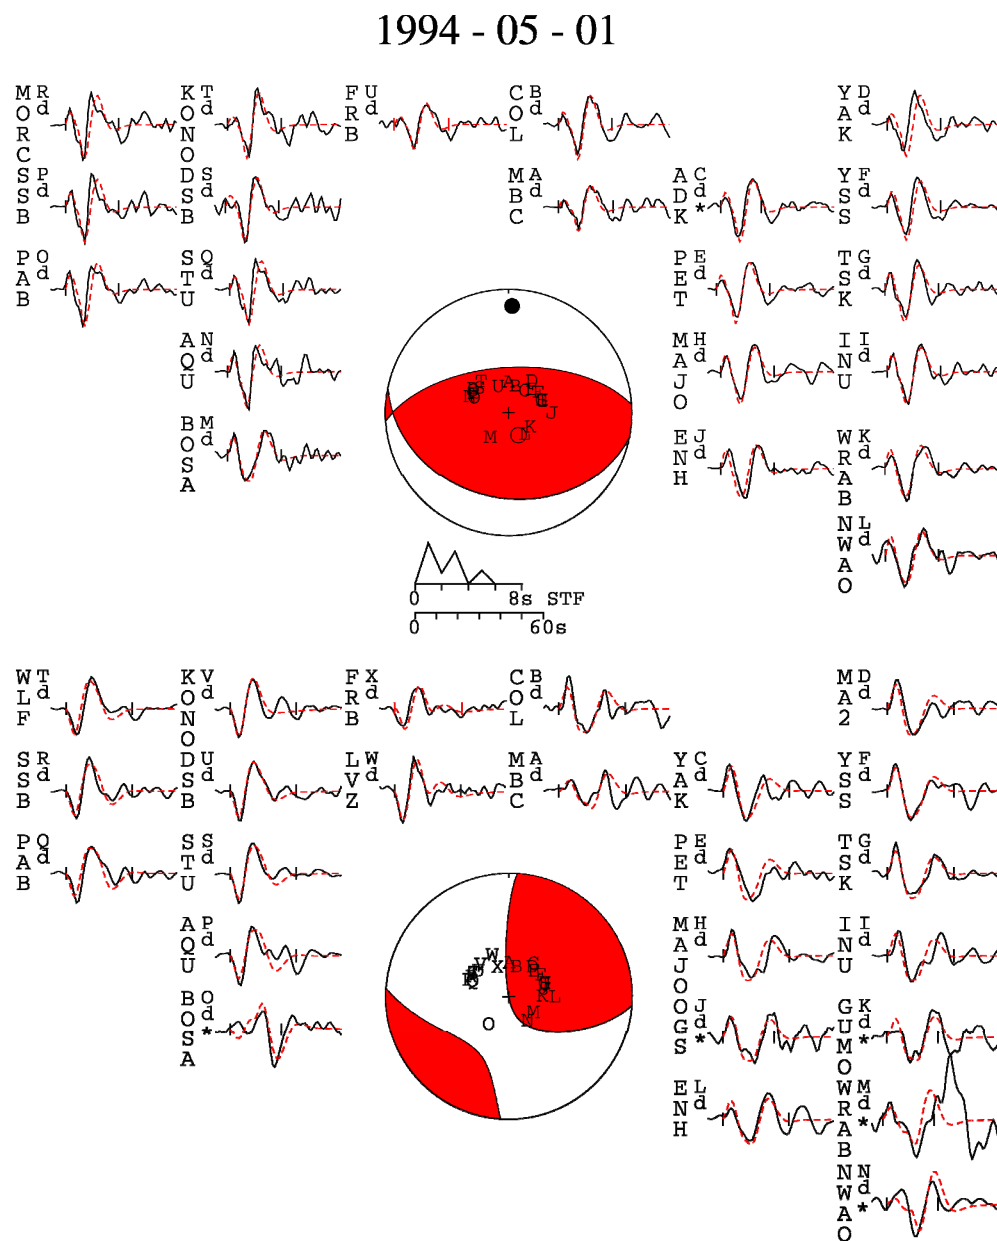 1994 - 05 - 01
MORC R d
KONO T d
FRB U d
COL B d
YAK D d
SSB P d
DSB S d
MBC A d
ADK C d *
YSS F d
PAB O d
STU Q d
PET E d
TSK G d
AQU N d
MAJO H d
INU I d
BOSA M d
ENH J d
WRAB K d
NWAO L d
T U A B D J K L M
0 8s STF
0 60s
WLF T d
KONO V d
FRB X d
COL B d
MA2 D d
SSB R d
DSB U d
LVZ W d
MBC A d
YAK C d
YSS F d
PAB Q d
STU S d
PET E d
TSK G d
AQU P d
MAJO H d
INU I d
BOSA O d *
OGS J d *
GUMO K d *
ENH L d
WRAB M d *
NWAO N d *
W V X A B L M N O